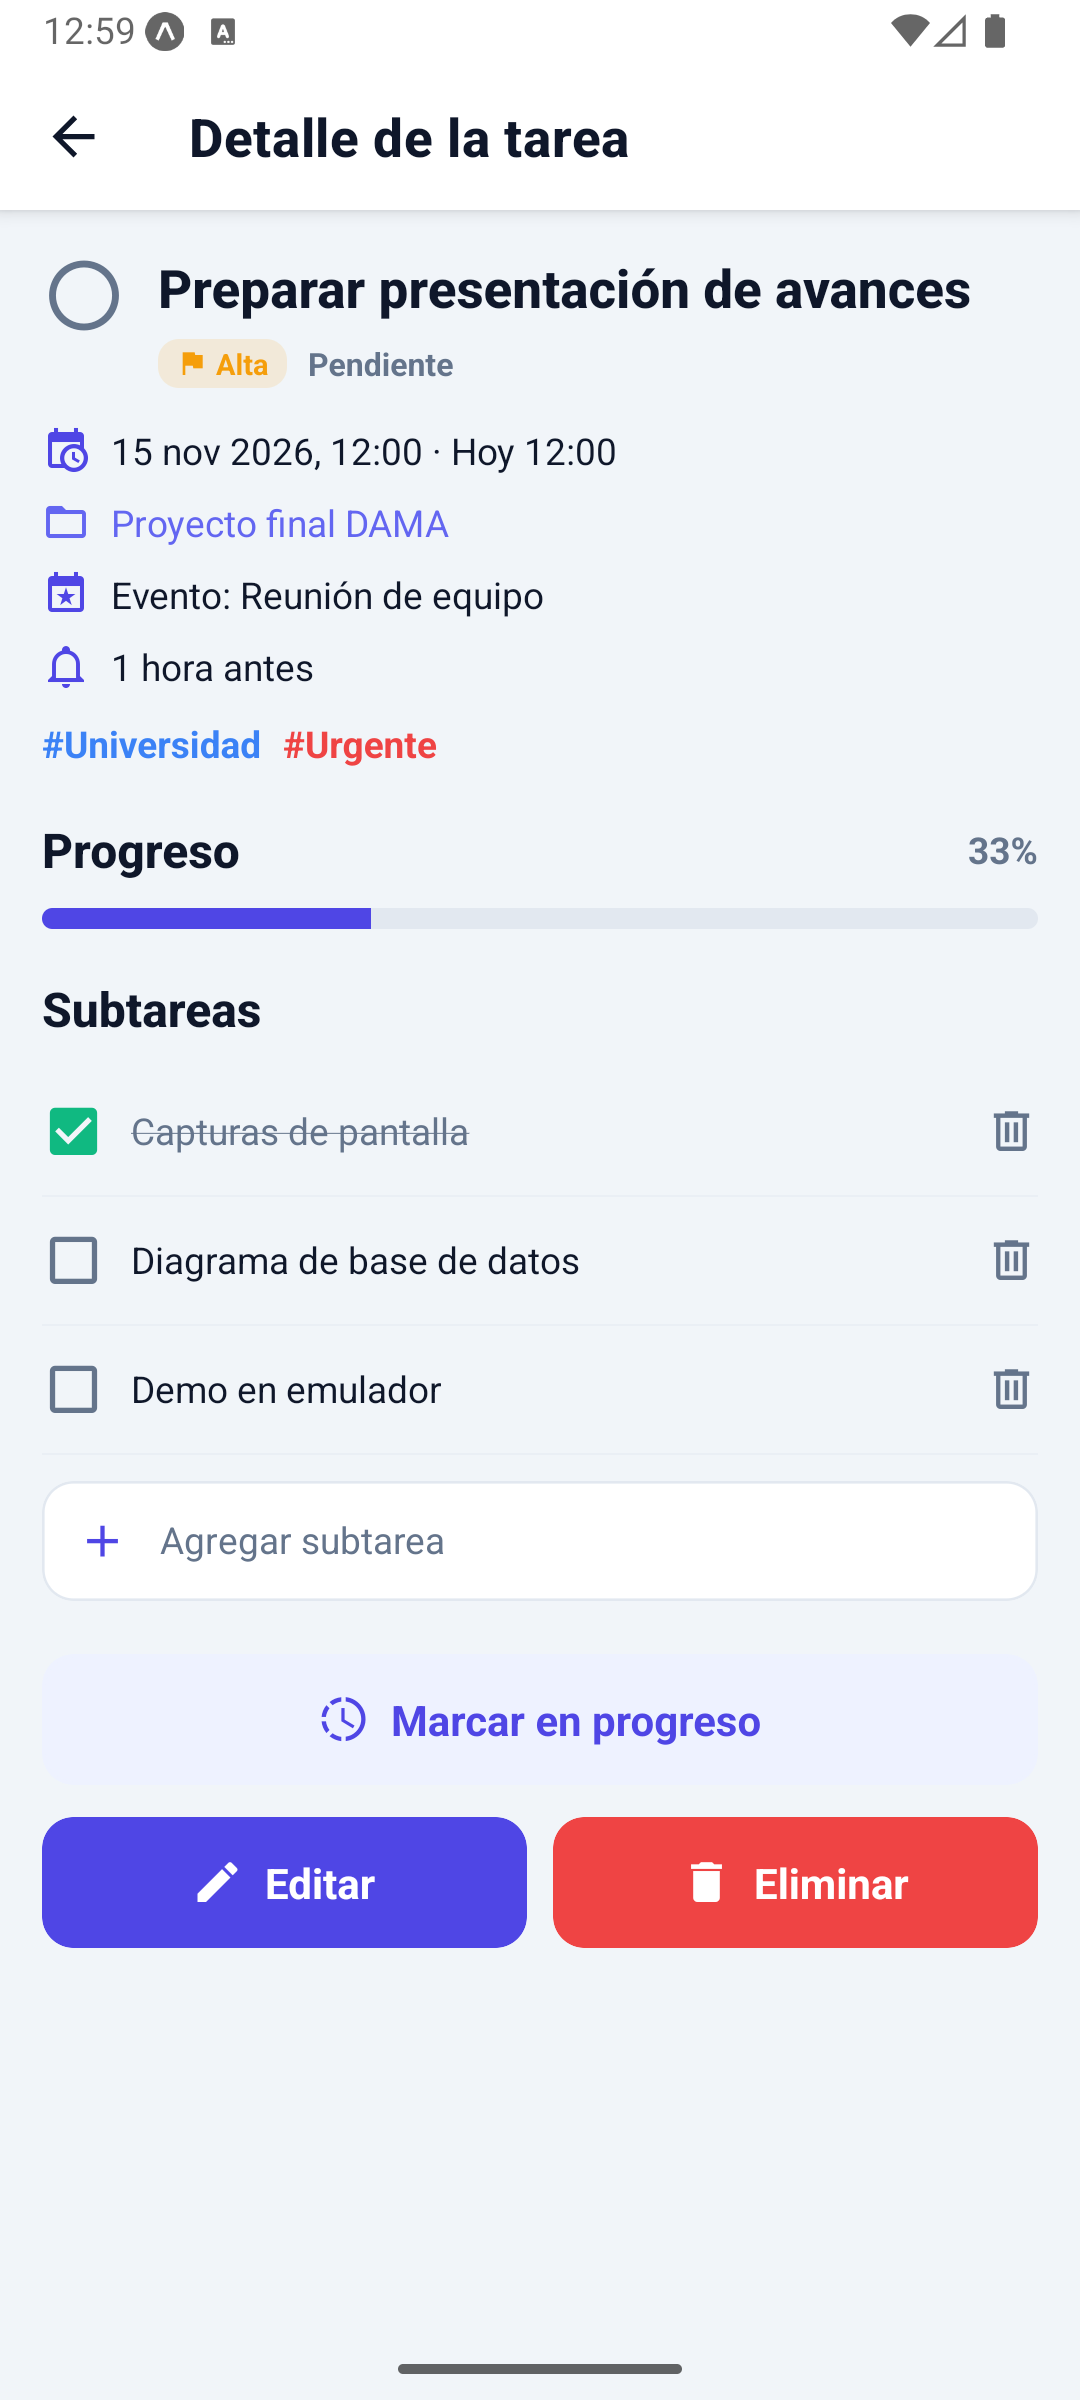 12:59
Detalle de la tarea
Preparar presentación de avances
Alta Pendiente
15 nov 2026, 12:00 · Hoy 12:00
Proyecto final DAMA
Evento: Reunión de equipo
1 hora antes
#Universidad #Urgente
Progreso 33%
Subtareas
Capturas de pantalla
Diagrama de base de datos
Demo en emulador
Agregar subtarea
Marcar en progreso
Editar Eliminar